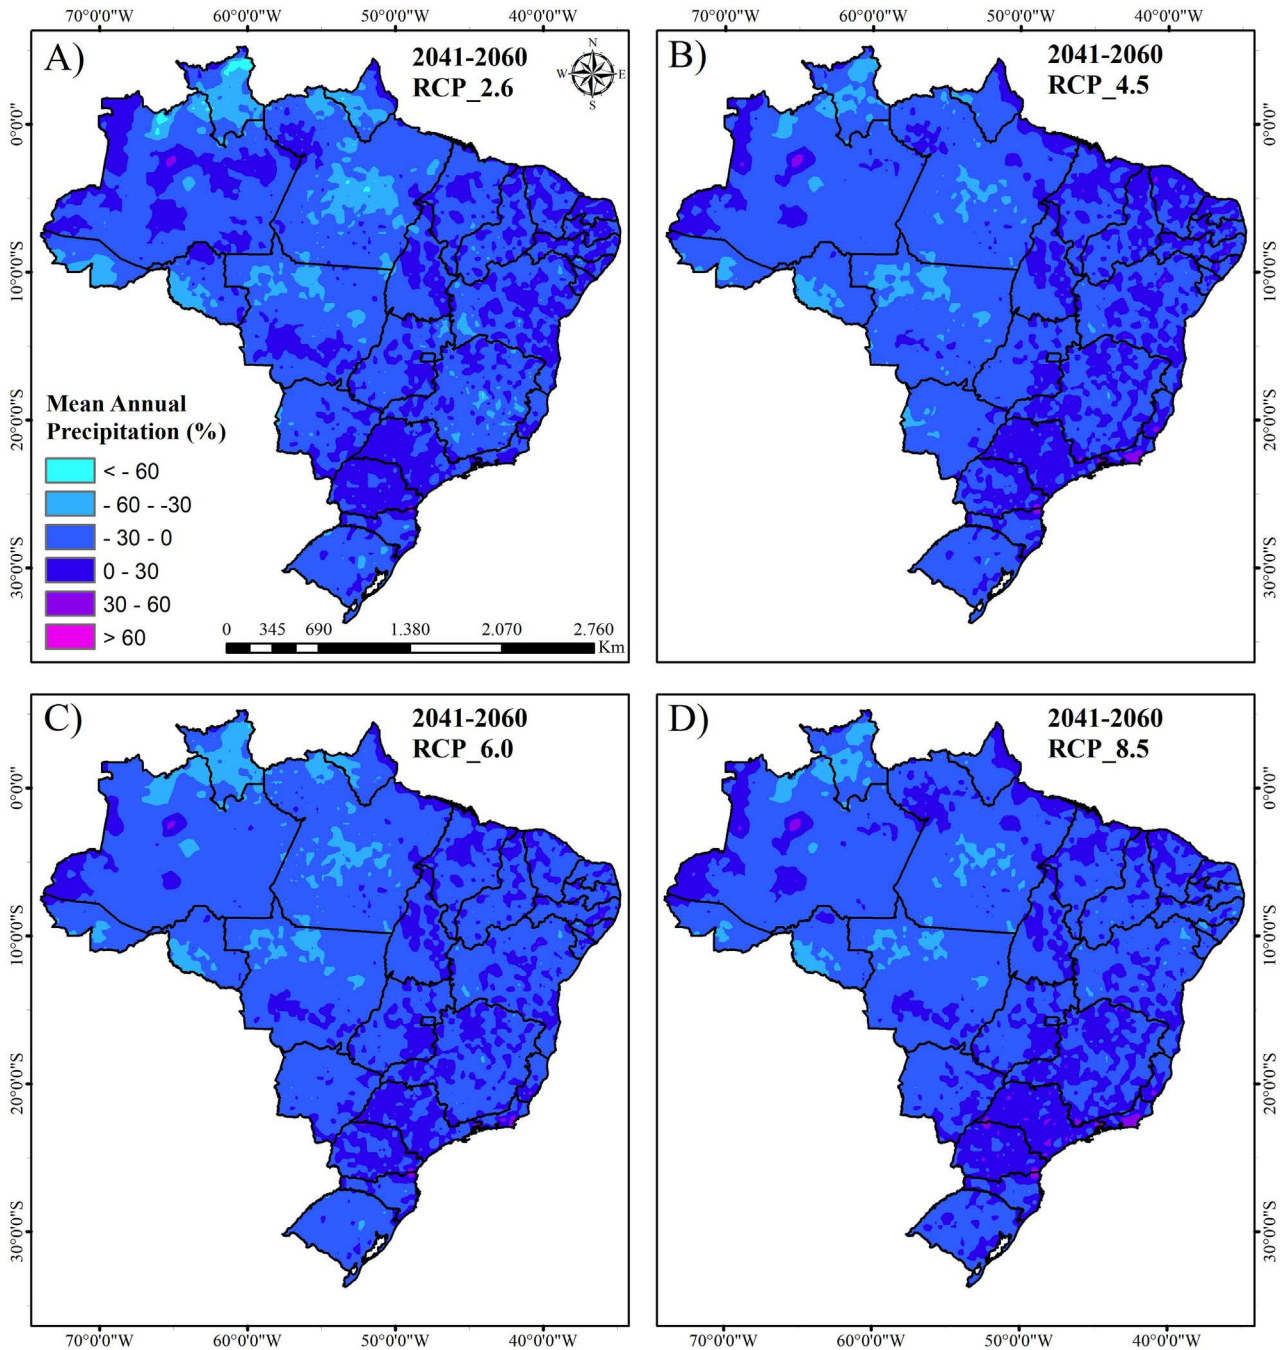 70°0'0"W 60°0'0"W 50°0'0"W 40°0'0"W 70°0'0"W 60°0'0"W 50°0'0"W 40°0'0"W
A)
2041-2060
RCP_2.6
N
W E
S
B)
2041-2060
RCP_4.5
0°0'0"
10°0'0"S
20°0'0"S
30°0'0"S
0°0'0"
10°0'0"S
20°0'0"S
30°0'0"S
Mean Annual
Precipitation (%)
< - 60
- 60 - -30
- 30 - 0
0 - 30
30 - 60
> 60
0 345 690 1.380 2.070 2.760
Km
C)
2041-2060
RCP_6.0
D)
2041-2060
RCP_8.5
0°0'0"
10°0'0"S
20°0'0"S
30°0'0"S
0°0'0"
10°0'0"S
20°0'0"S
30°0'0"S
70°0'0"W 60°0'0"W 50°0'0"W 40°0'0"W 70°0'0"W 60°0'0"W 50°0'0"W 40°0'0"W